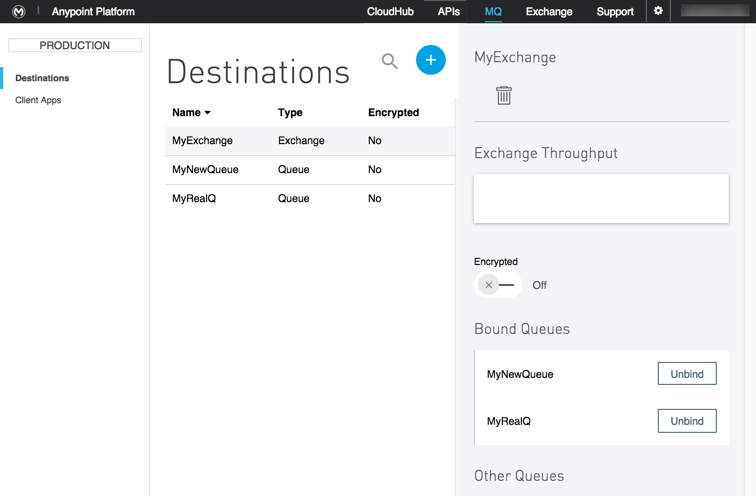 Anypoint Platform CloudHub APIs MQ Exchange Support
PRODUCTION
Destinations
Client Apps
Destinations
Name Type Encrypted
MyExchange Exchange No
MyNewQueue Queue No
MyRealQ Queue No
MyExchange
Exchange Throughput
Encrypted
Off
Bound Queues
MyNewQueue Unbind
MyRealQ Unbind
Other Queues